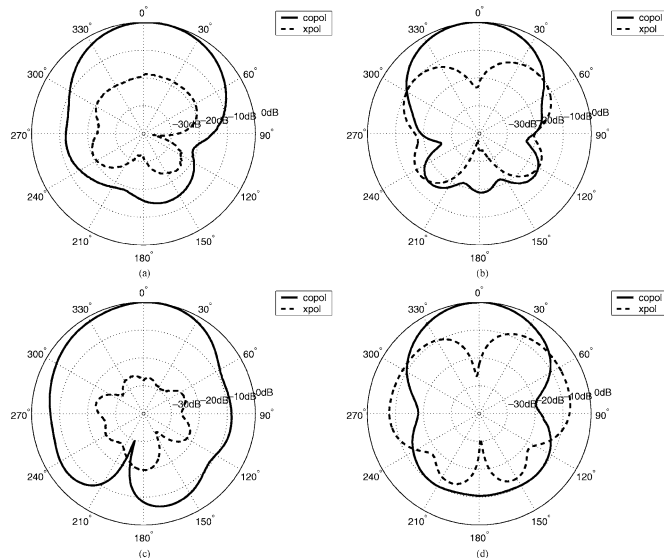 0°
30°
60°
90°
120°
150°
180°
210°
240°
270°
300°
330°
−30dB
−20dB
−10dB
0dB
copol
xpol
(a)
0°
30°
60°
90°
120°
150°
180°
210°
240°
270°
300°
330°
−30dB
−20dB
−10dB
0dB
copol
xpol
(b)
0°
30°
60°
90°
120°
150°
180°
210°
240°
270°
300°
330°
−30dB
−20dB
−10dB
0dB
copol
xpol
(c)
0°
30°
60°
90°
120°
150°
180°
210°
240°
270°
300°
330°
−30dB
−20dB
−10dB
0dB
copol
xpol
(d)